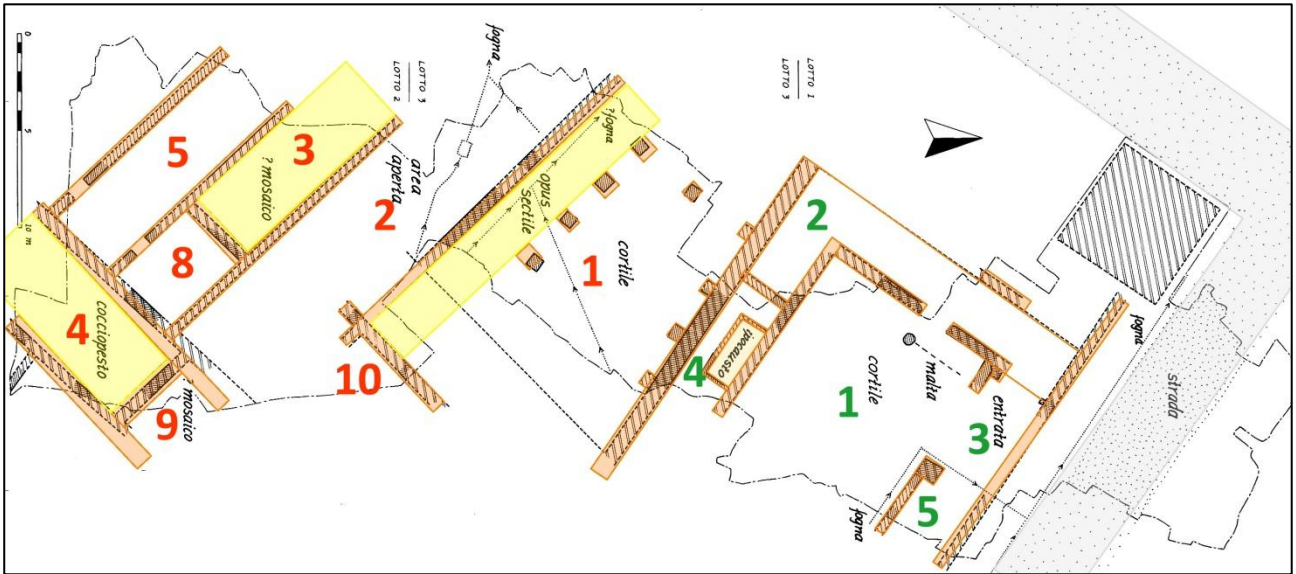 0
5
10 m
5
3
? mosaico
8
4
cocciopesto
9
mosaico
LOTTO 3
LOTTO 2
fogna
area
aperta
2
10
? fogna
opus
sectile
1
cortile
LOTTO 1
LOTTO 3
2
4
ipocausto
1
cortile
malta
3
entrata
5
fogna
fogna
strada